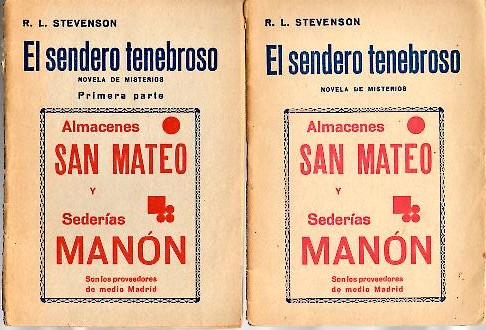 R. L. STEVENSON
El sendero tenebroso
NOVELA DE MISTERIOS
Primera parte
Almacenes
SAN MATEO
Y
Sederías
MANÓN
Son los proveedores
de medio Madrid
R. L. STEVENSON
El sendero tenebroso
NOVELA DE MISTERIOS
Almacenes
SAN MATEO
Y
Sederías
MANÓN
Son los proveedores
de medio Madrid